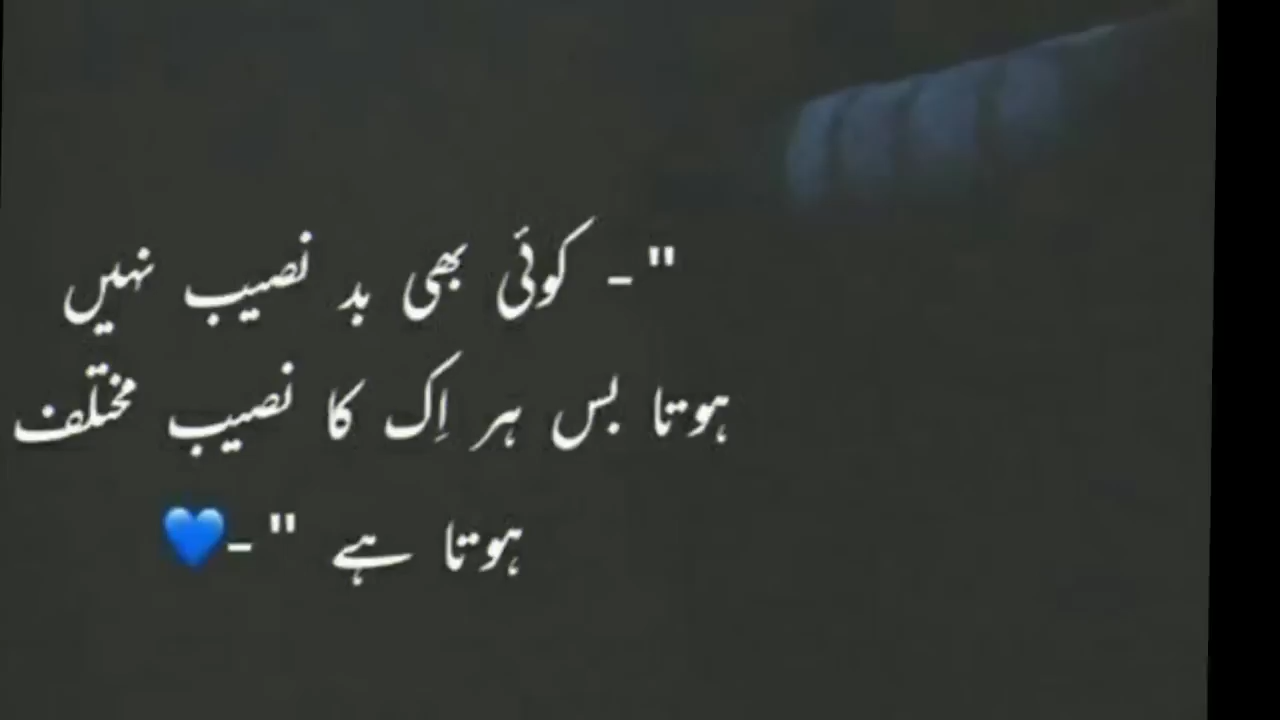 "- کوئی بھی بد نصیب نہیں
ہوتا بس ہر اِک کا نصیب مختلف
ہوتا ہے "-💙